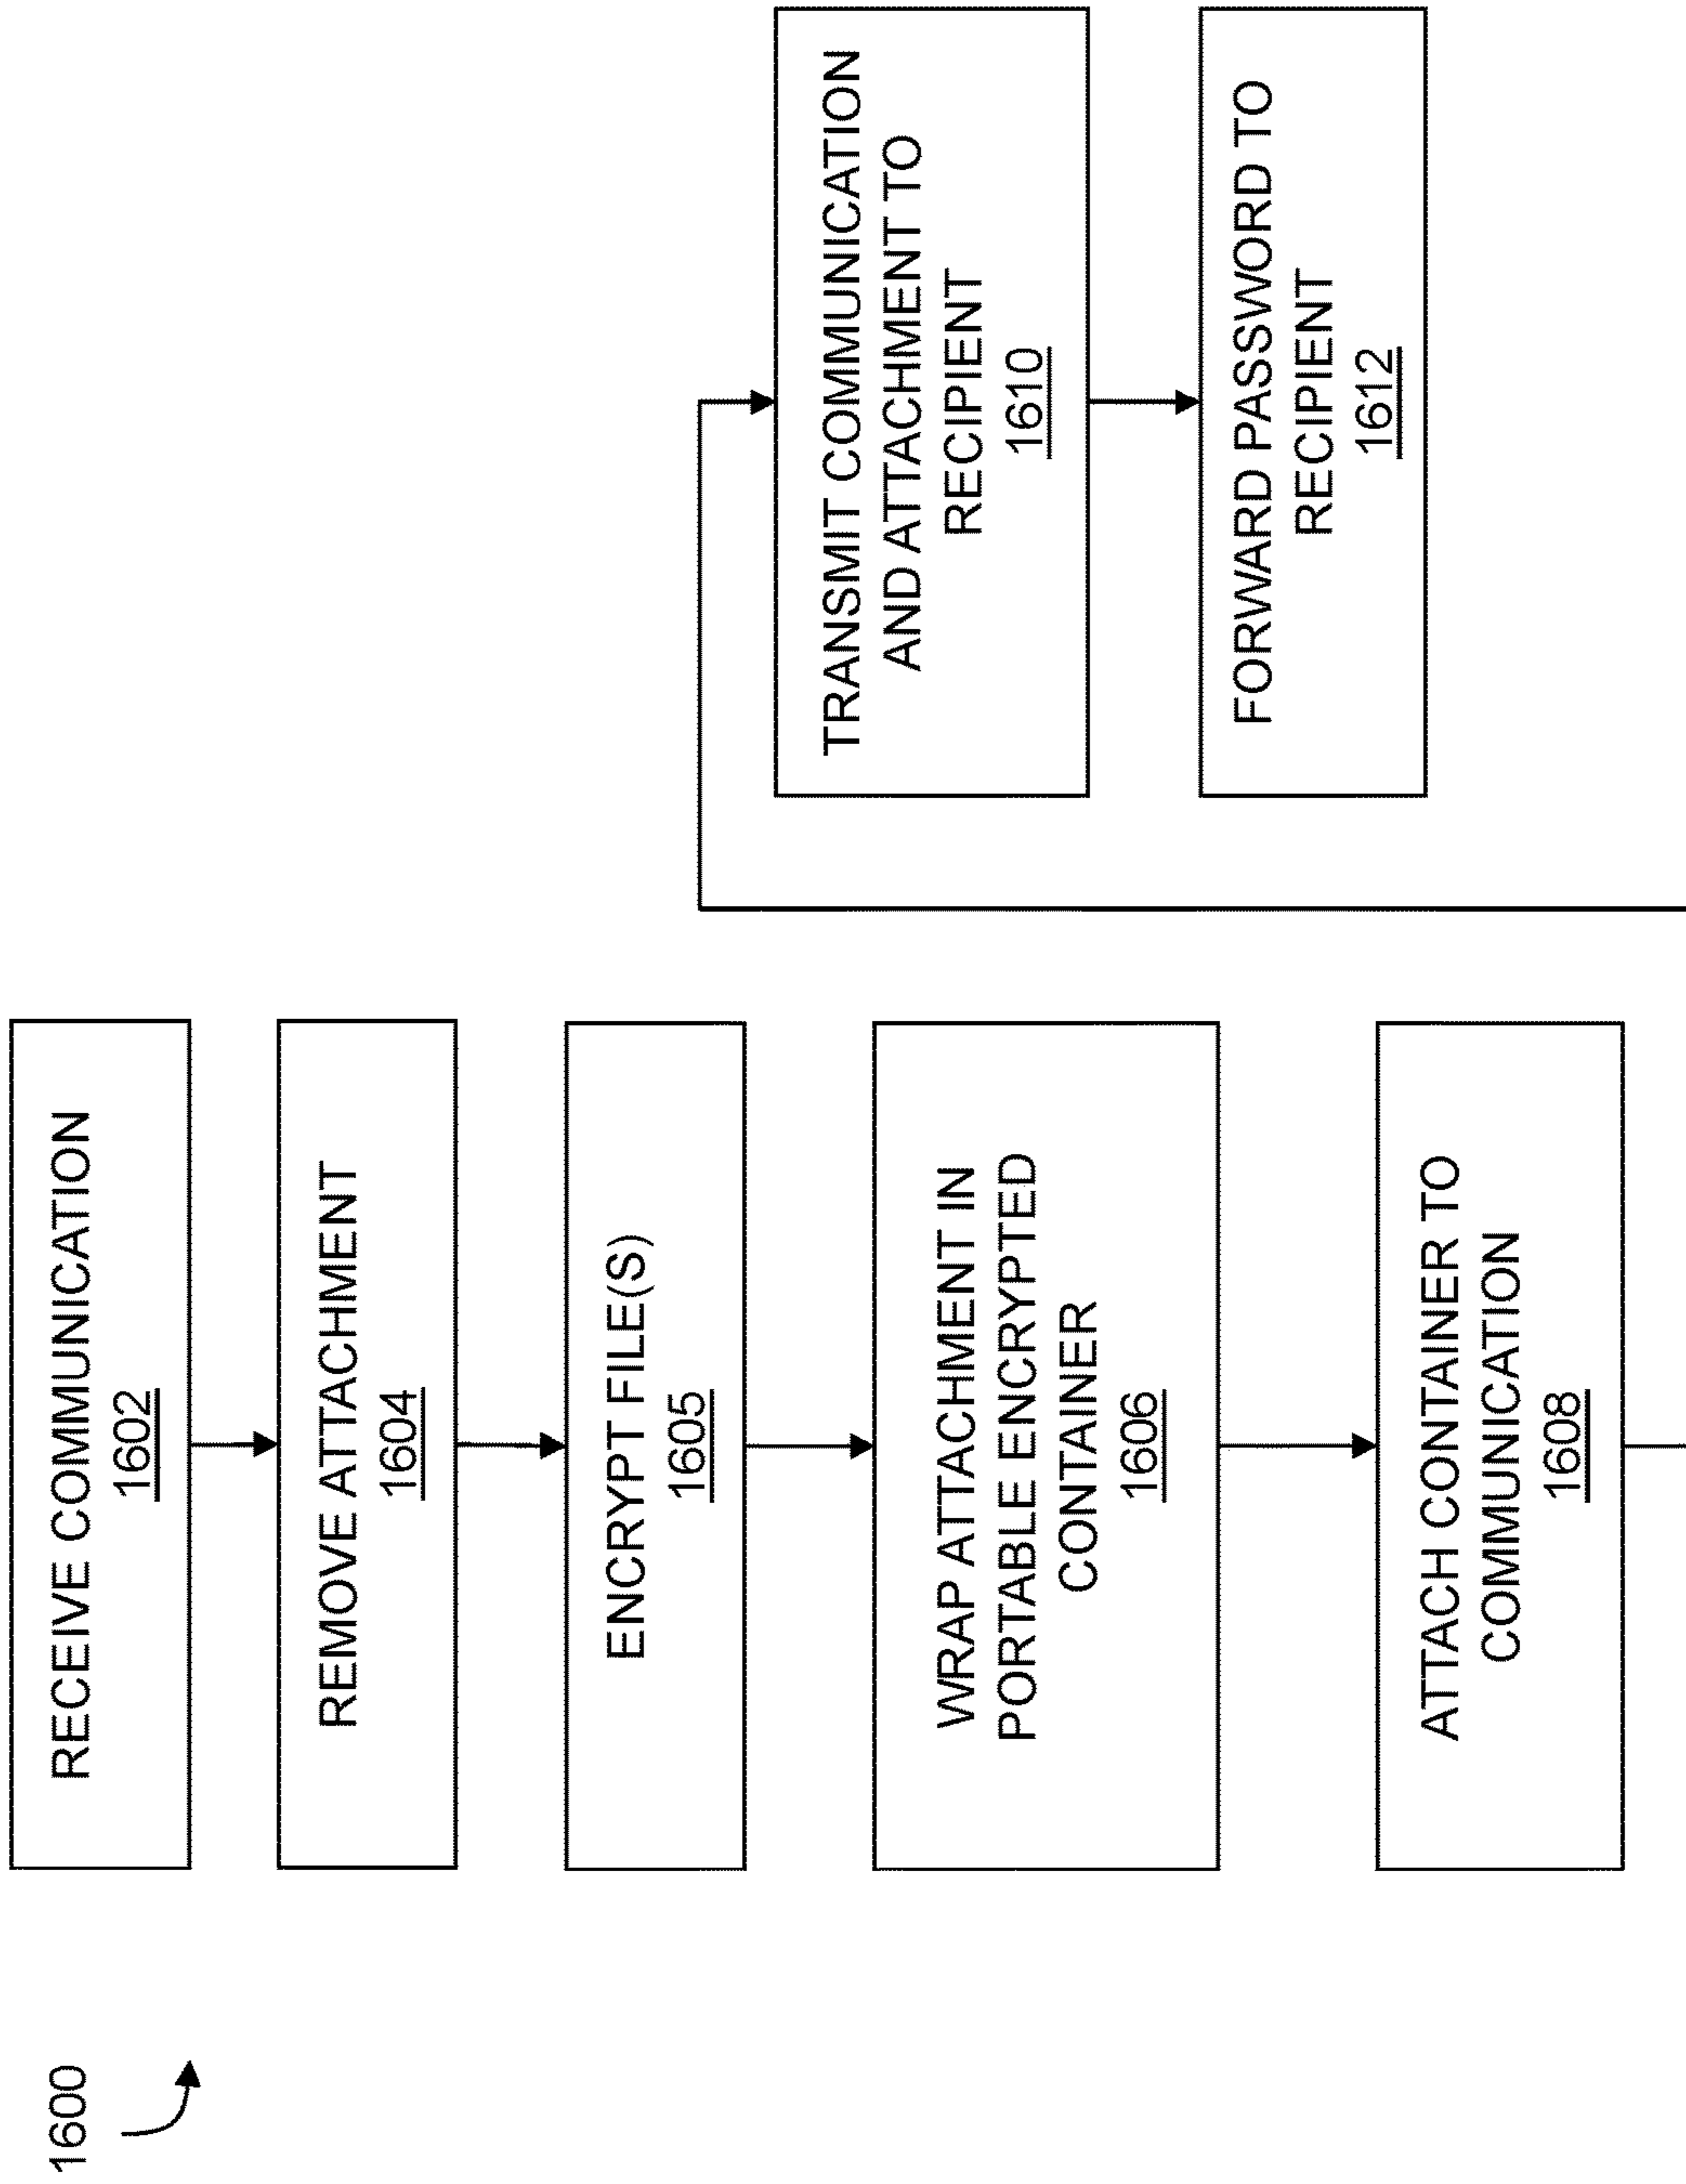 1600
RECEIVE COMMUNICATION
1602
REMOVE ATTACHMENT
1604
ENCRYPT FILE(S)
1605
WRAP ATTACHMENT IN
PORTABLE ENCRYPTED
CONTAINER
1606
ATTACH CONTAINER TO
COMMUNICATION
1608
TRANSMIT COMMUNICATION
AND ATTACHMENT TO
RECIPIENT
1610
FORWARD PASSWORD TO
RECIPIENT
1612